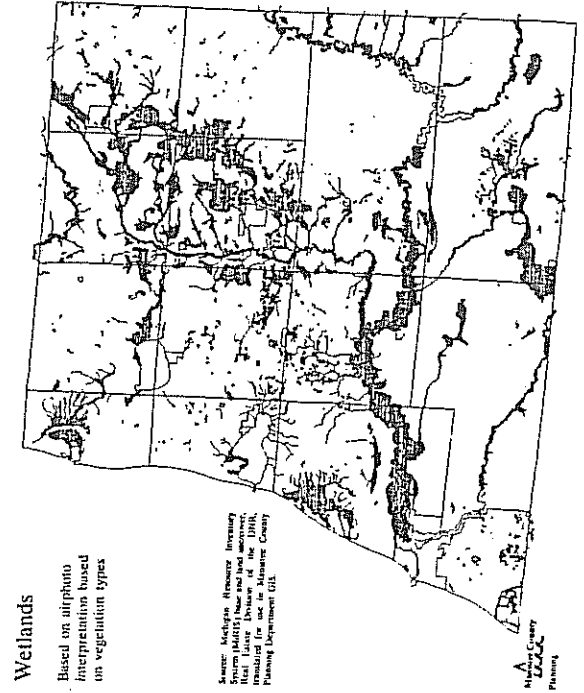 Wetlands
Based on airphoto
interpretation based
on vegetation types
Source: Michigan Resource Inventory
System (MiRIS) base and land use/cover,
Real Estate Division of the DNR,
translated for use in Manistee County
Planning Department GIS.
Manistee County
Planning